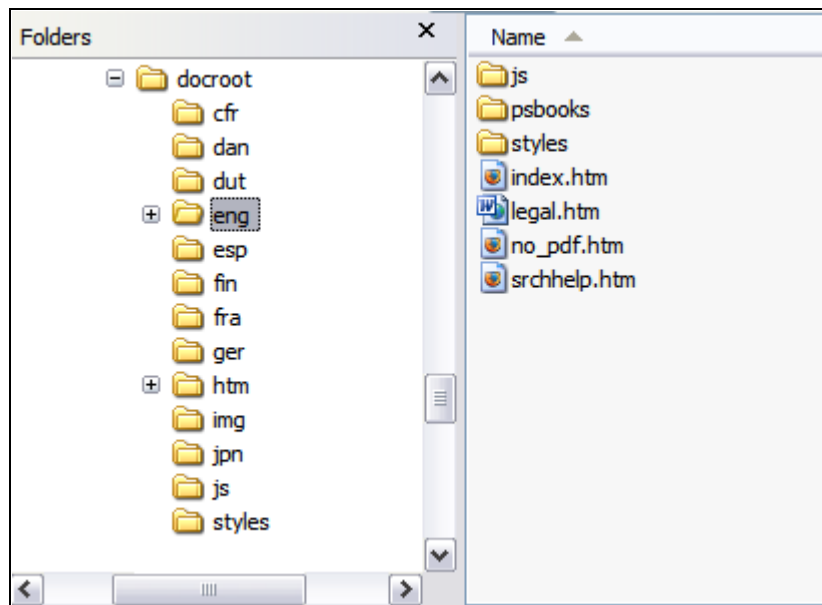 Folders
docroot
cfr
dan
dut
eng
esp
fin
fra
ger
htm
img
jpn
js
styles
Name
js
psbooks
styles
index.htm
legal.htm
no_pdf.htm
srchhelp.htm